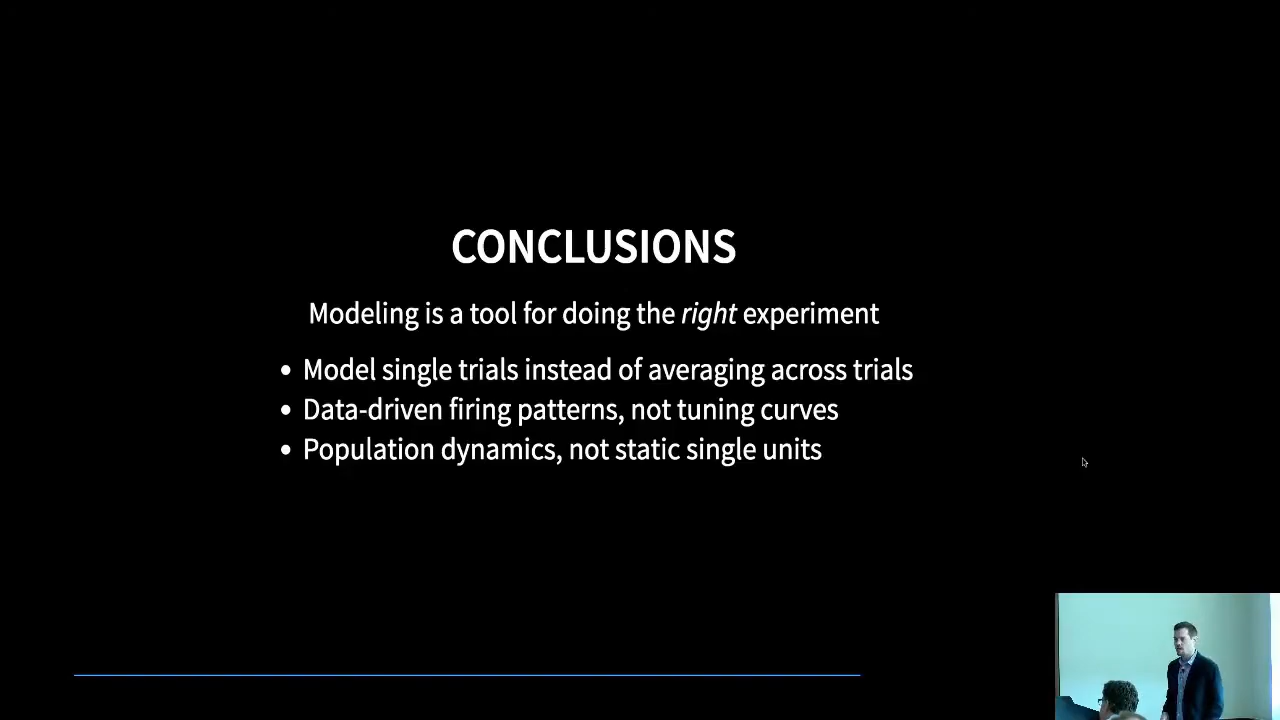 CONCLUSIONS
Modeling is a tool for doing the right experiment
• Model single trials instead of averaging across trials
• Data-driven firing patterns, not tuning curves
• Population dynamics, not static single units